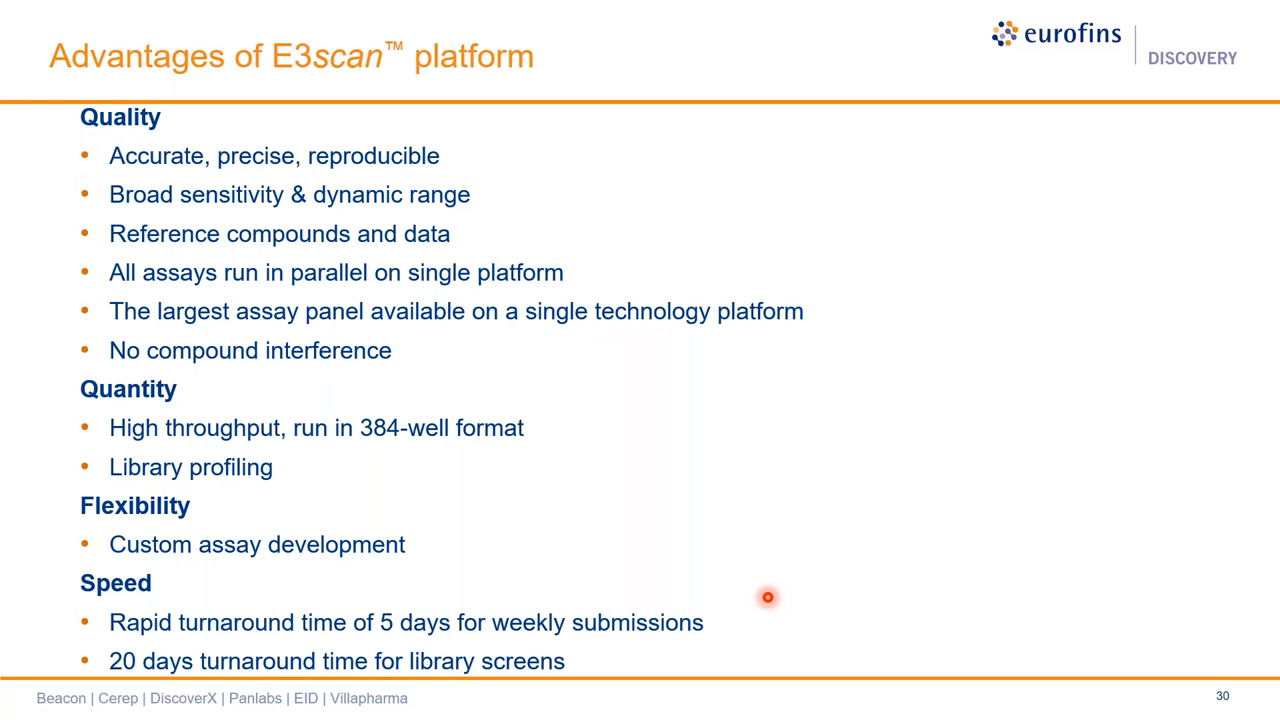 Advantages of E3scan™ platform
eurofins
DISCOVERY
Quality
• Accurate, precise, reproducible
• Broad sensitivity & dynamic range
• Reference compounds and data
• All assays run in parallel on single platform
• The largest assay panel available on a single technology platform
• No compound interference
Quantity
• High throughput, run in 384-well format
• Library profiling
Flexibility
• Custom assay development
Speed
• Rapid turnaround time of 5 days for weekly submissions
• 20 days turnaround time for library screens
Beacon | Cerep | DiscoverX | Panlabs | EID | Villapharma
30